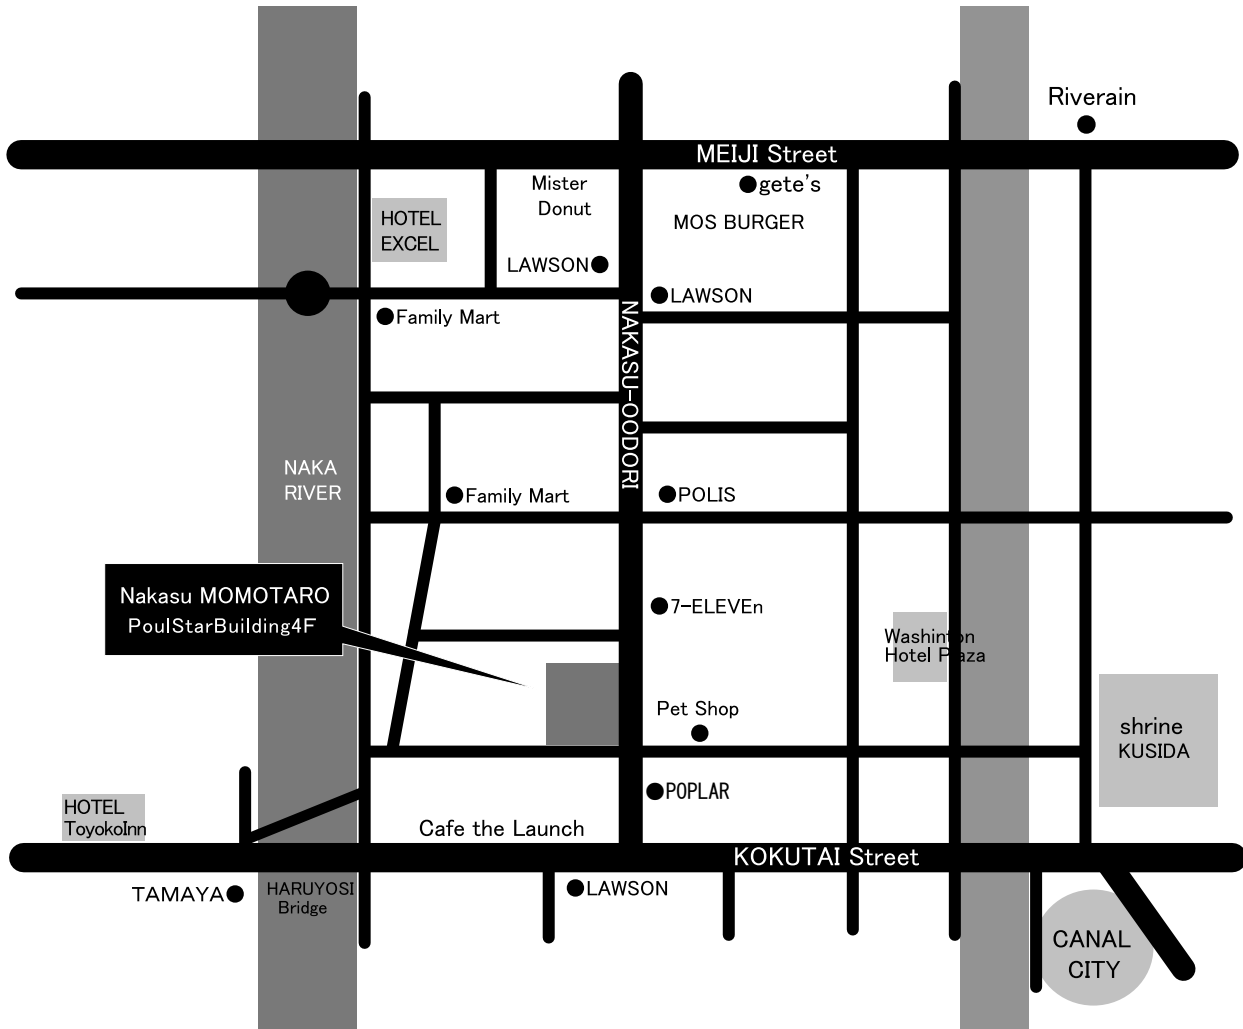 Riverain
MEIJI Street
Mister
Donut
gete's
HOTEL
EXCEL
MOS BURGER
LAWSON
LAWSON
Family Mart
NAKASU-OODORI
NAKA
RIVER
Family Mart
POLIS
Nakasu MOMOTARO
PoulStarBuilding4F
7-ELEVEn
Washinton
Hotel Plaza
Pet Shop
shrine
KUSIDA
POPLAR
HOTEL
ToyokoInn
Cafe the Launch
KOKUTAI Street
TAMAYA
HARUYOSI
Bridge
LAWSON
CANAL
CITY